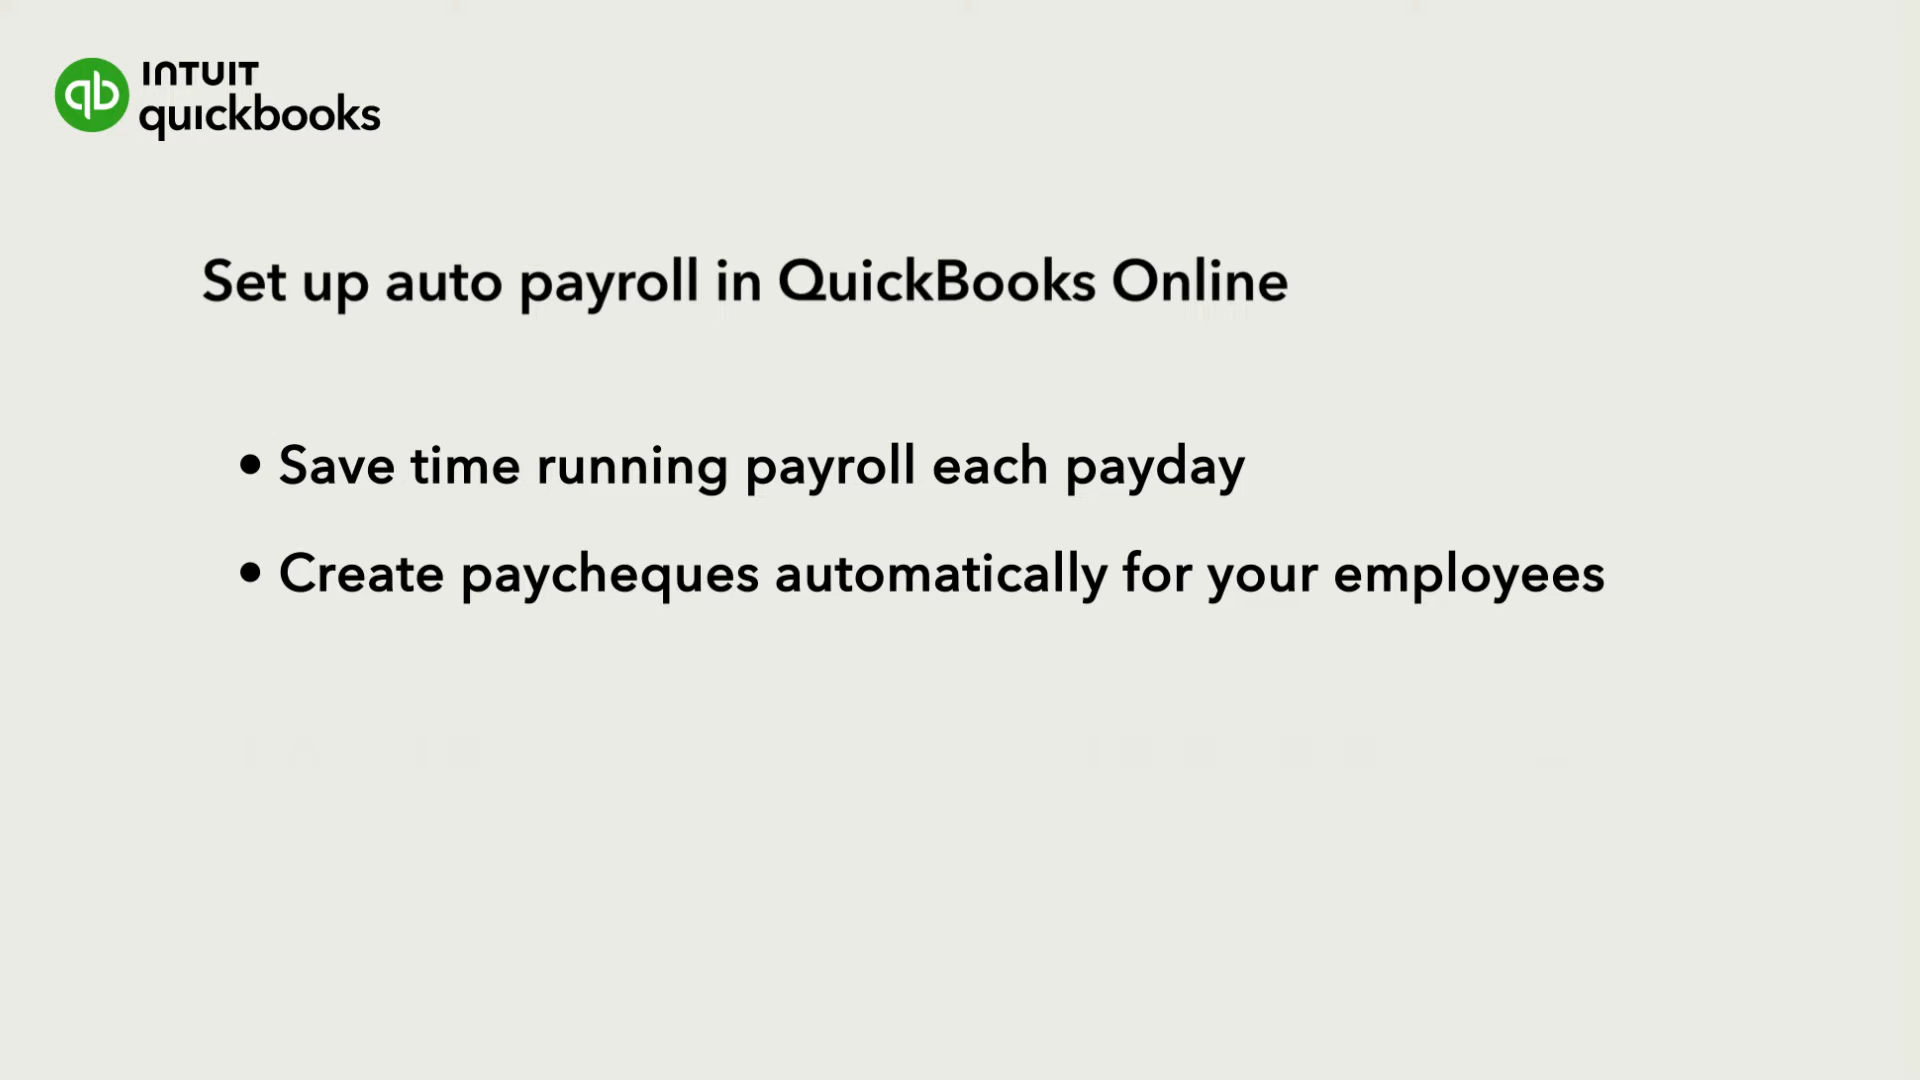 INTUIT
quickbooks
Set up auto payroll in QuickBooks Online
• Save time running payroll each payday
• Create paycheques automatically for your employees